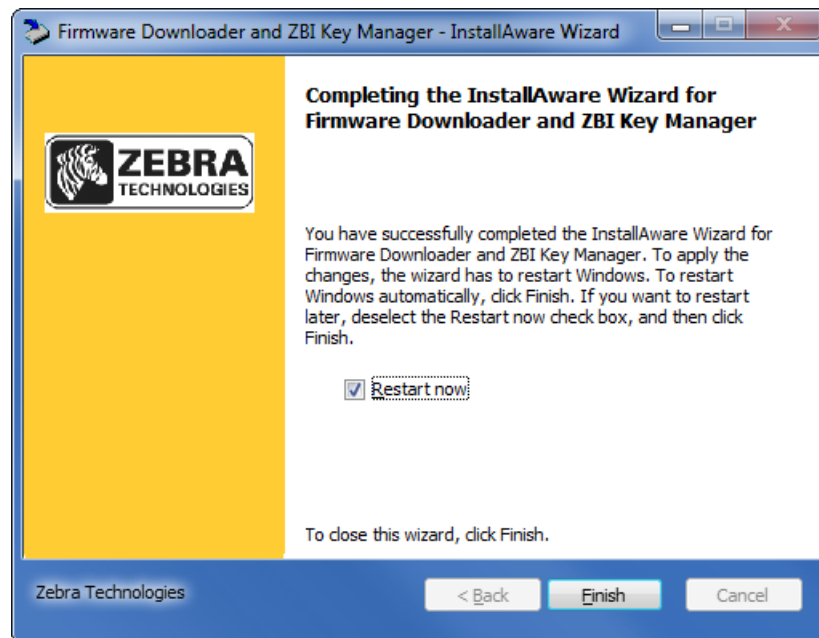 Firmware Downloader and ZBI Key Manager - InstallAware Wizard
Completing the InstallAware Wizard for
Firmware Downloader and ZBI Key Manager
ZEBRA
TECHNOLOGIES
You have successfully completed the InstallAware Wizard for
Firmware Downloader and ZBI Key Manager. To apply the
changes, the wizard has to restart Windows. To restart
Windows automatically, click Finish. If you want to restart
later, deselect the Restart now check box, and then click
Finish.
Restart now
To close this wizard, click Finish.
Zebra Technologies
< Back
Finish
Cancel